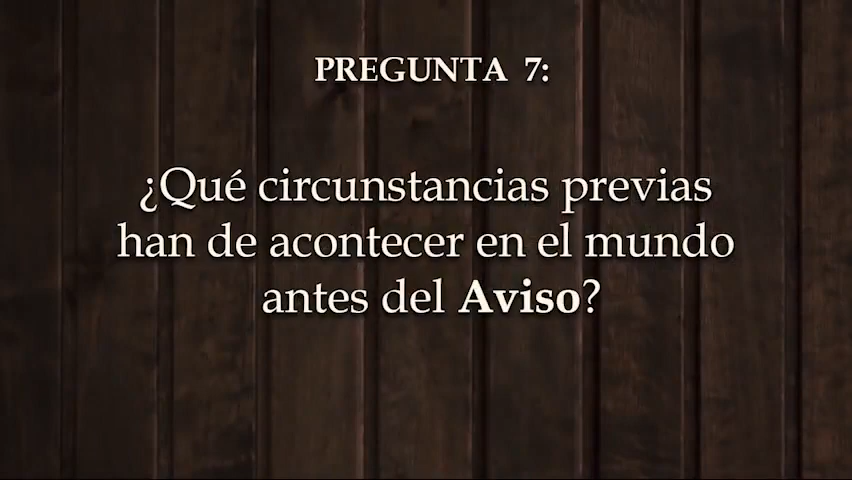 PREGUNTA 7:
¿Qué circunstancias previas
han de acontecer en el mundo
antes del Aviso?